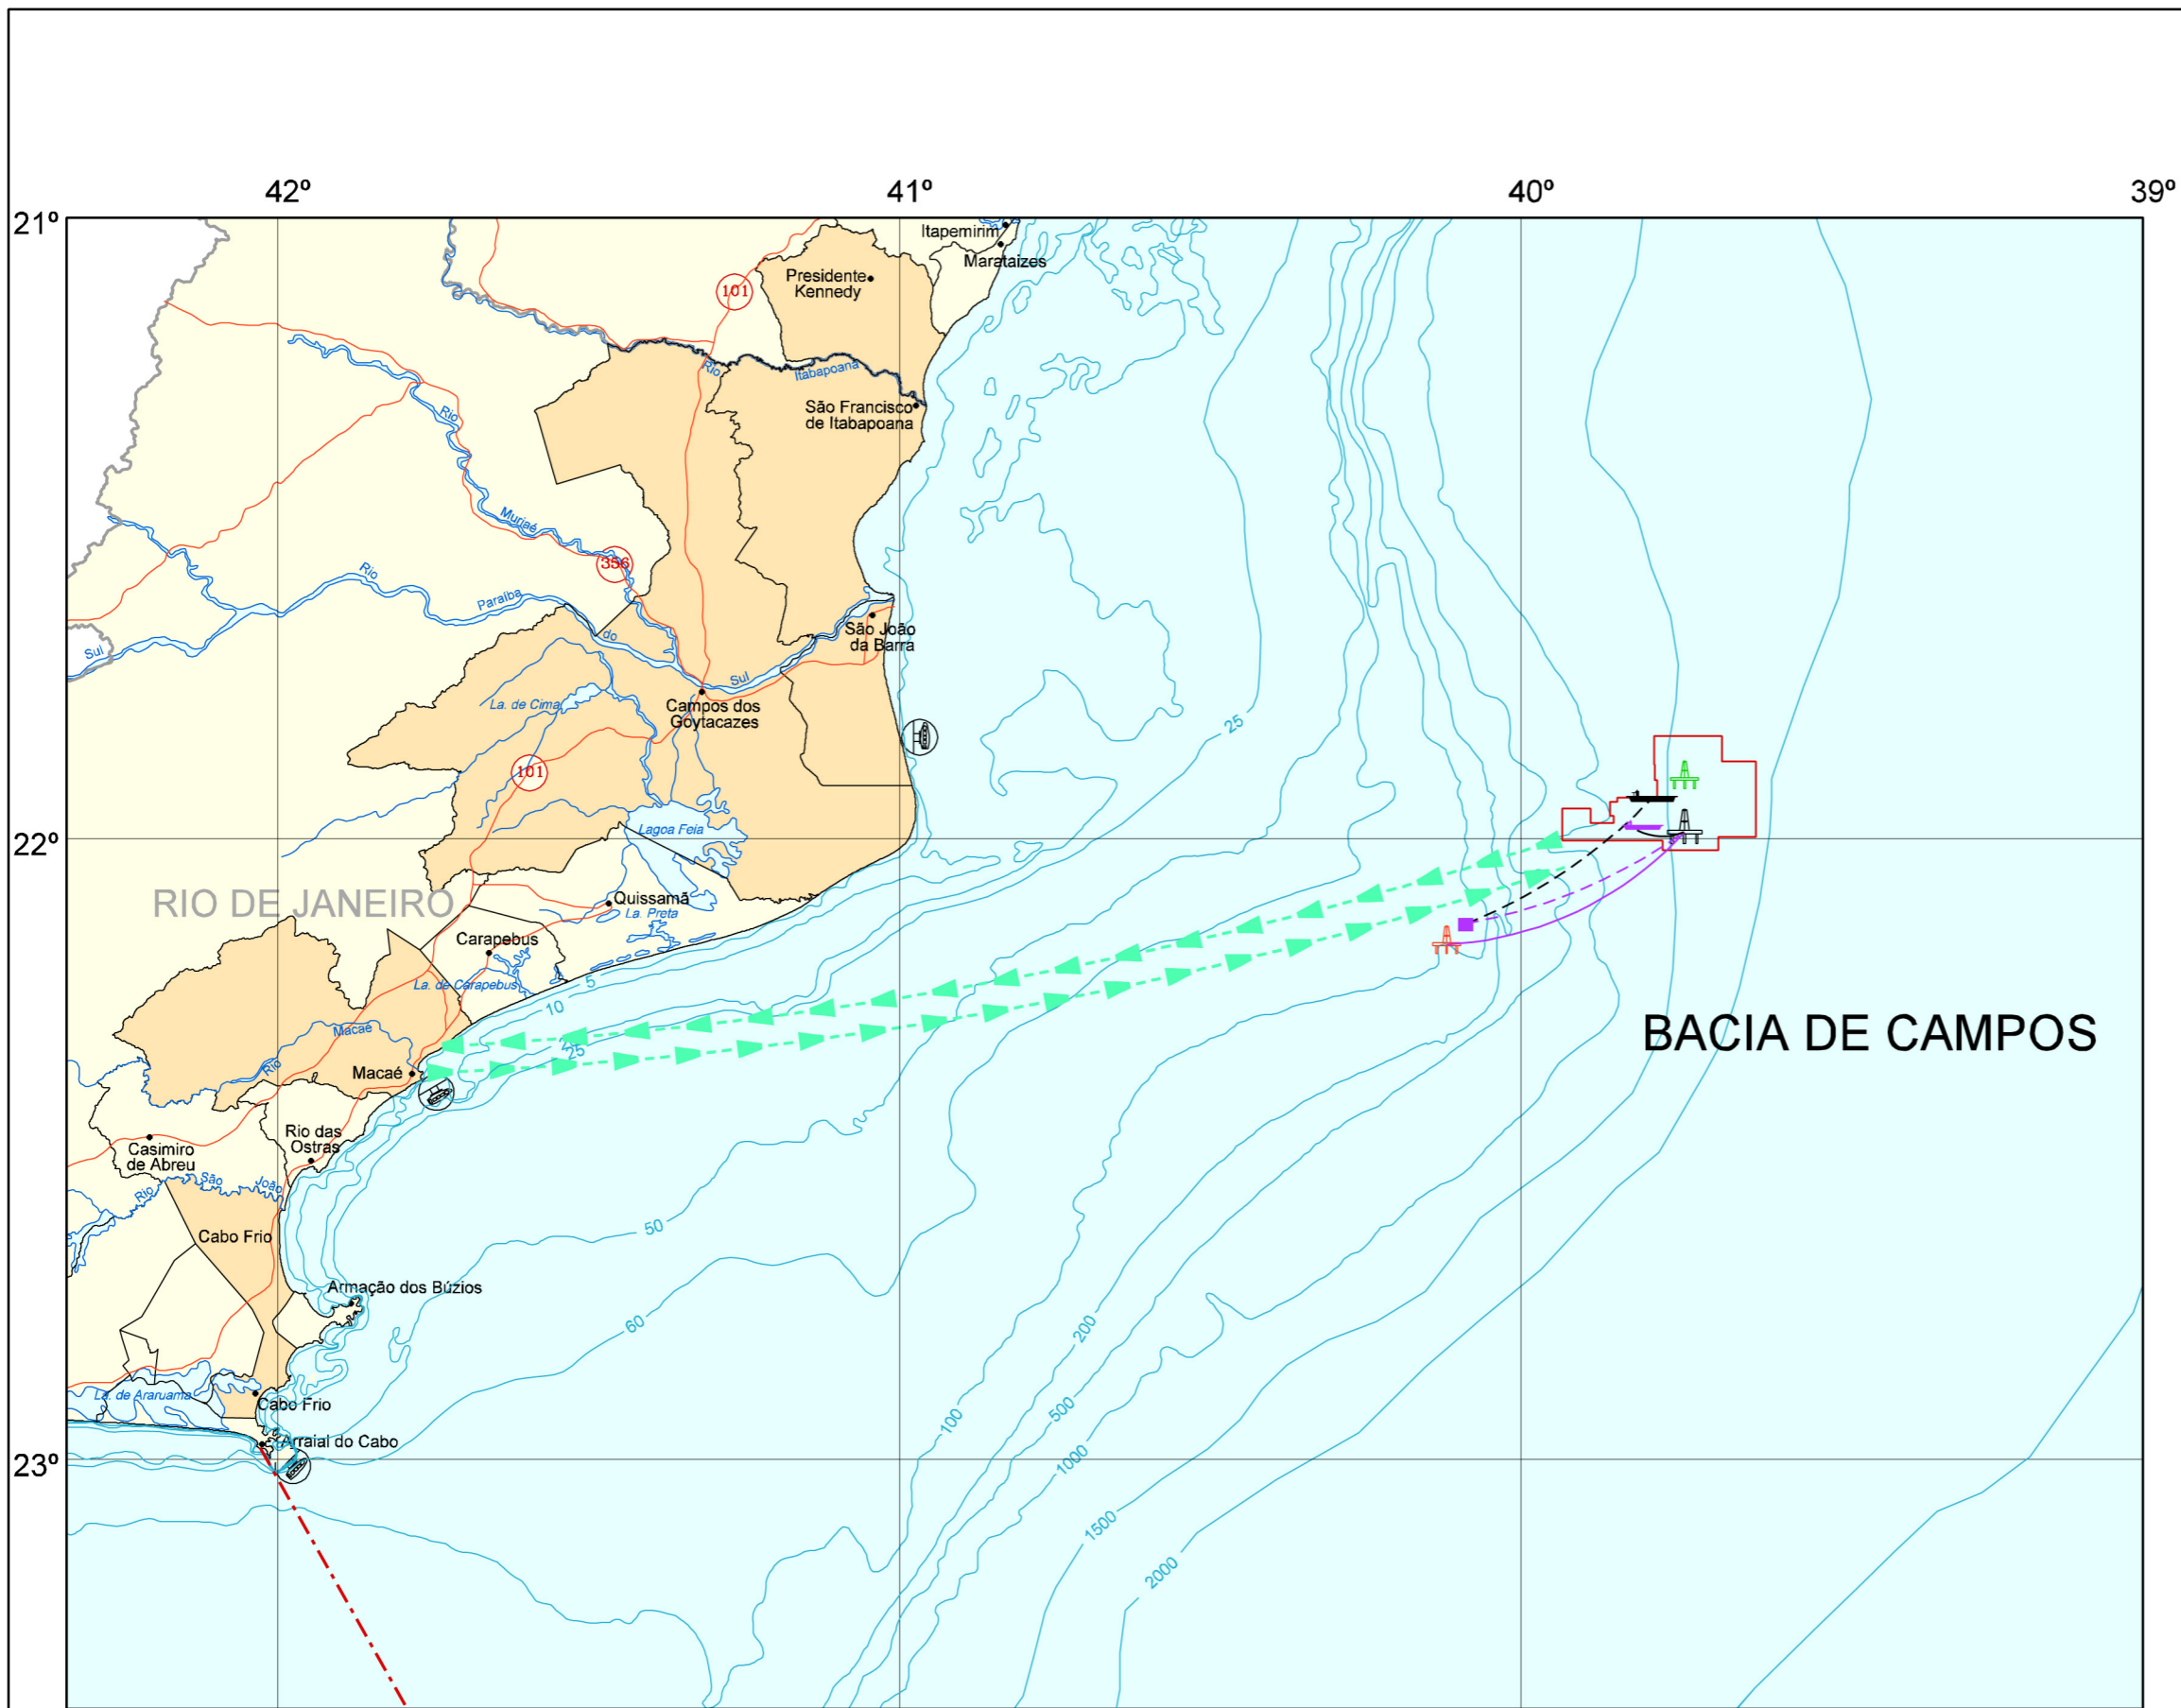 42º
41º
40º
39º
21º
Itapemirim
Marataizes
Presidente
Kennedy
101
Rio
Itabapoana
São Francisco
de Itabapoana
Rio
Muriaé
356
Rio
Paraíba
do
Sul
Sul
São João
da Barra
La. de Cima
Campos dos
Goytacazes
25
101
Lagoa Feia
22º
RIO DE JANEIRO
Quissamã
La. Preta
Carapebus
La. de Carapebus
5
10
25
Macaé
Rio
Macaé
BACIA DE CAMPOS
Rio das
Ostras
Casimiro
de Abreu
Rio
São
João
Cabo Frio
50
Armação dos Búzios
60
200
La. de Araruama
Cabo Frio
100
500
Arraial do Cabo
1000
23º
1500
2000